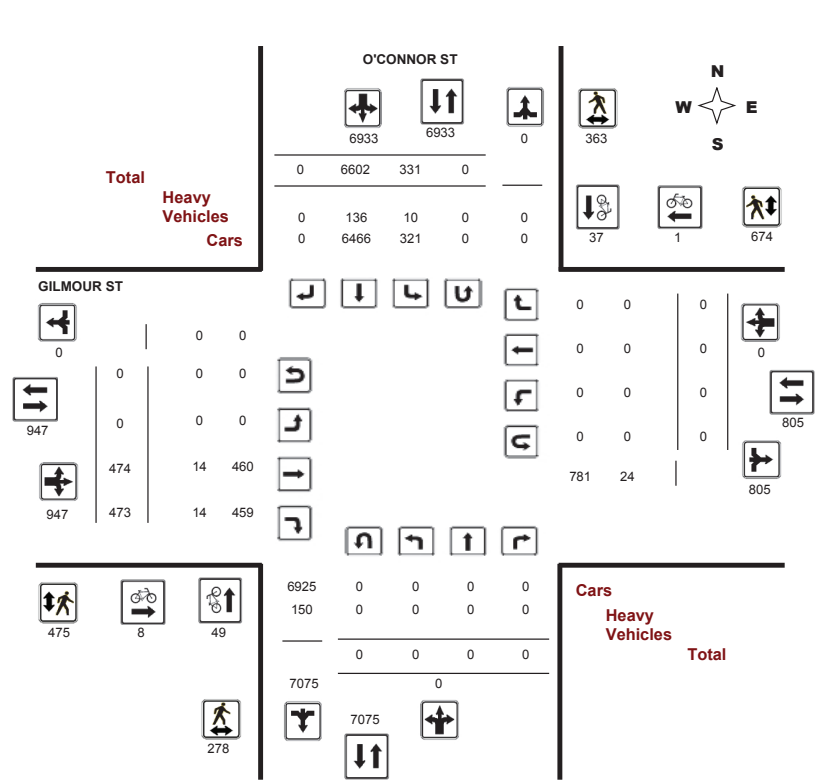 O'CONNOR ST
N
W E
S
6933 6933 0 363
Total 0 6602 331 0
Heavy
Vehicles 0 136 10 0 0
Cars 0 6466 321 0 0
37 1 674
GILMOUR ST
0 0 0
0 0 0
0 0 0
0 0 0
0 0 0
0 0
0 0 0
0 0 0
947
805
474 14 460
781 24
805
947 473 14 459
6925 0 0 0 0
150 0 0 0 0
0 0 0 0
7075 0
7075
Cars
Heavy
Vehicles
Total
475 8 49
278